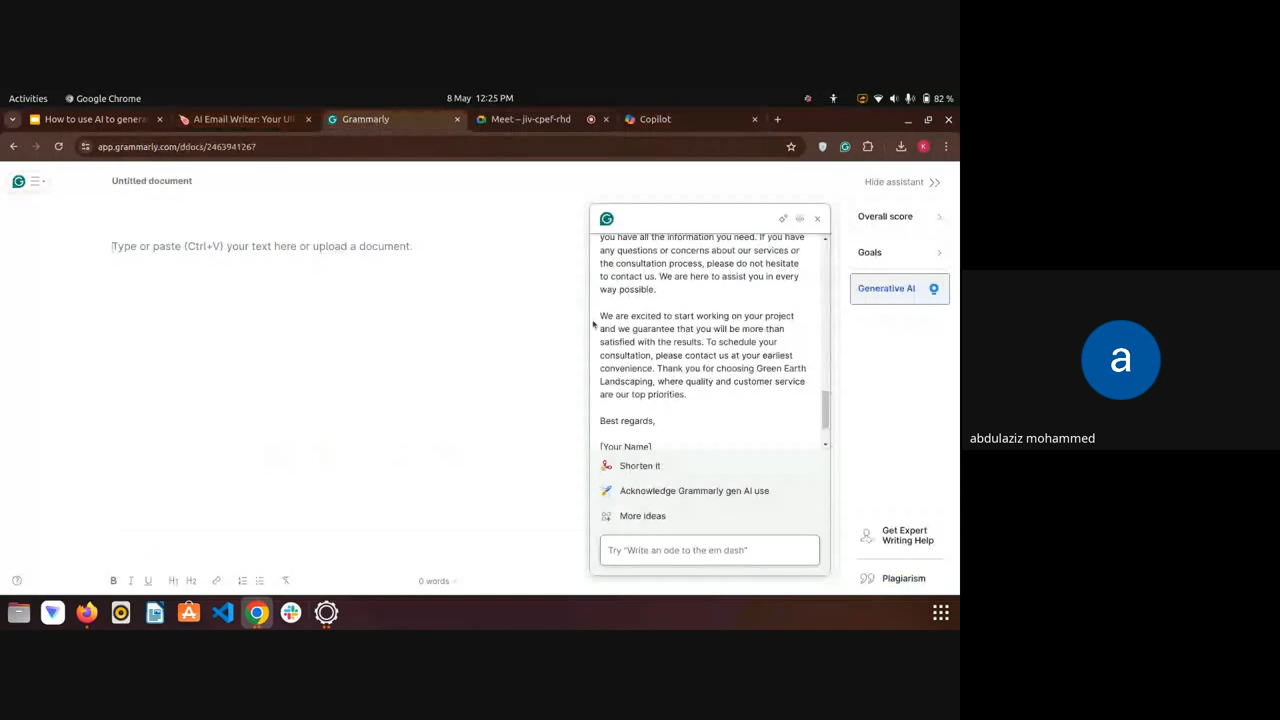 Activities
Google Chrome
8 May 12:25 PM
82 %
How to use AI to genera
AI Email Writer: Your Ul
Grammarly
Meet – jiv-cpef-rhd
Copilot
app.grammarly.com/ddocs/2463941267
K
Untitled document
Hide assistant
Type or paste (Ctrl+V) your text here or upload a document.
you have all the information you need. If you have
any questions or concerns about our services or
the consultation process, please do not hesitate
to contact us. We are here to assist you in every
way possible.
We are excited to start working on your project
and we guarantee that you will be more than
satisfied with the results. To schedule your
consultation, please contact us at your earliest
convenience. Thank you for choosing Green Earth
Landscaping, where quality and customer service
are our top priorities.
Best regards,
[Your Name]
Shorten it
Acknowledge Grammarly gen AI use
More ideas
Try "Write an ode to the em dash"
Overall score
Goals
Generative AI
Get Expert
Writing Help
Plagiarism
B I U H1 H2
0 words
a
abdulaziz mohammed